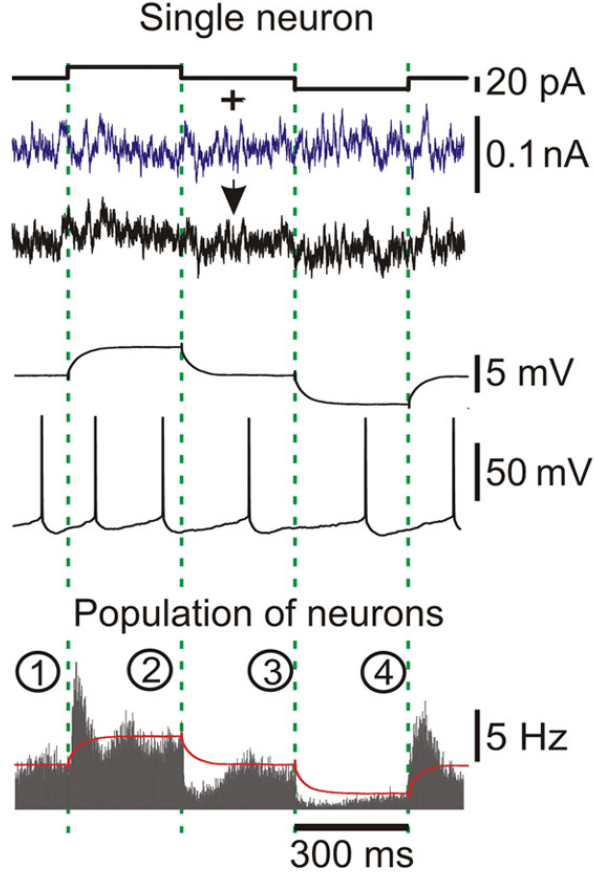 Single neuron
20 pA
+
0.1 nA
5 mV
50 mV
Population of neurons
1 2 3 4
5 Hz
300 ms